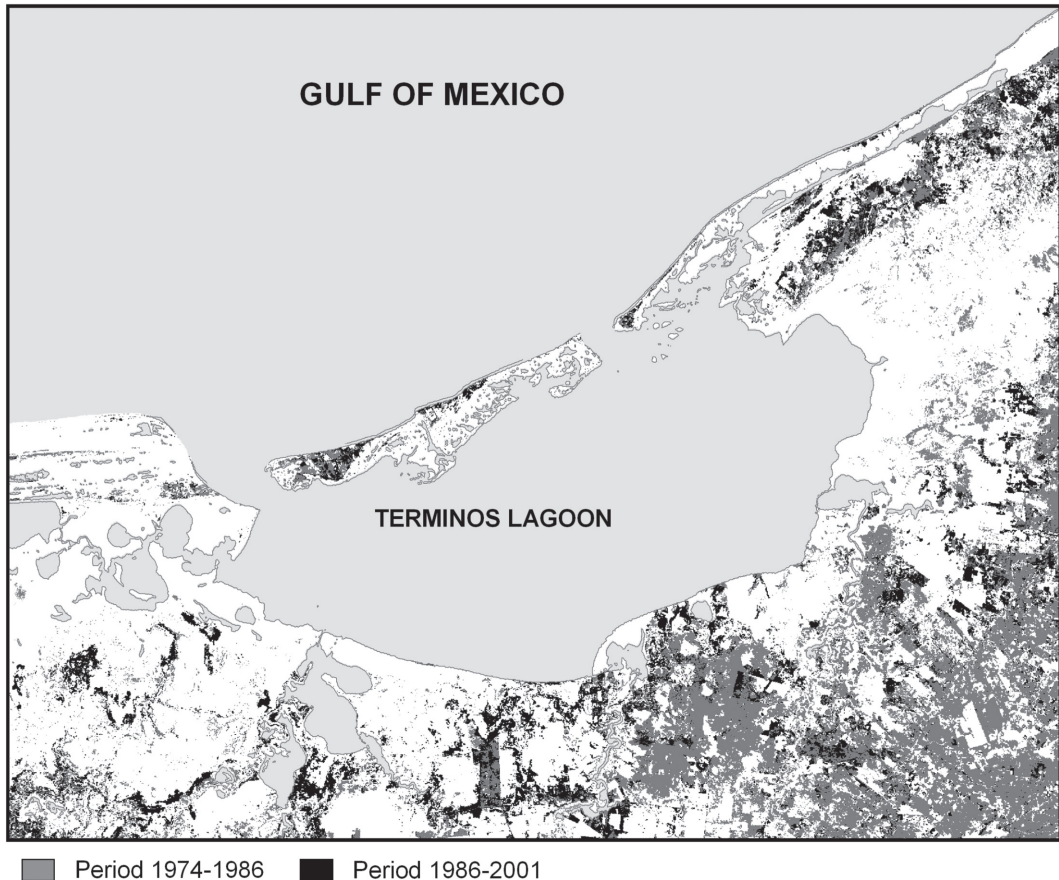 GULF OF MEXICO
TERMINOS LAGOON
Period 1974-1986 Period 1986-2001